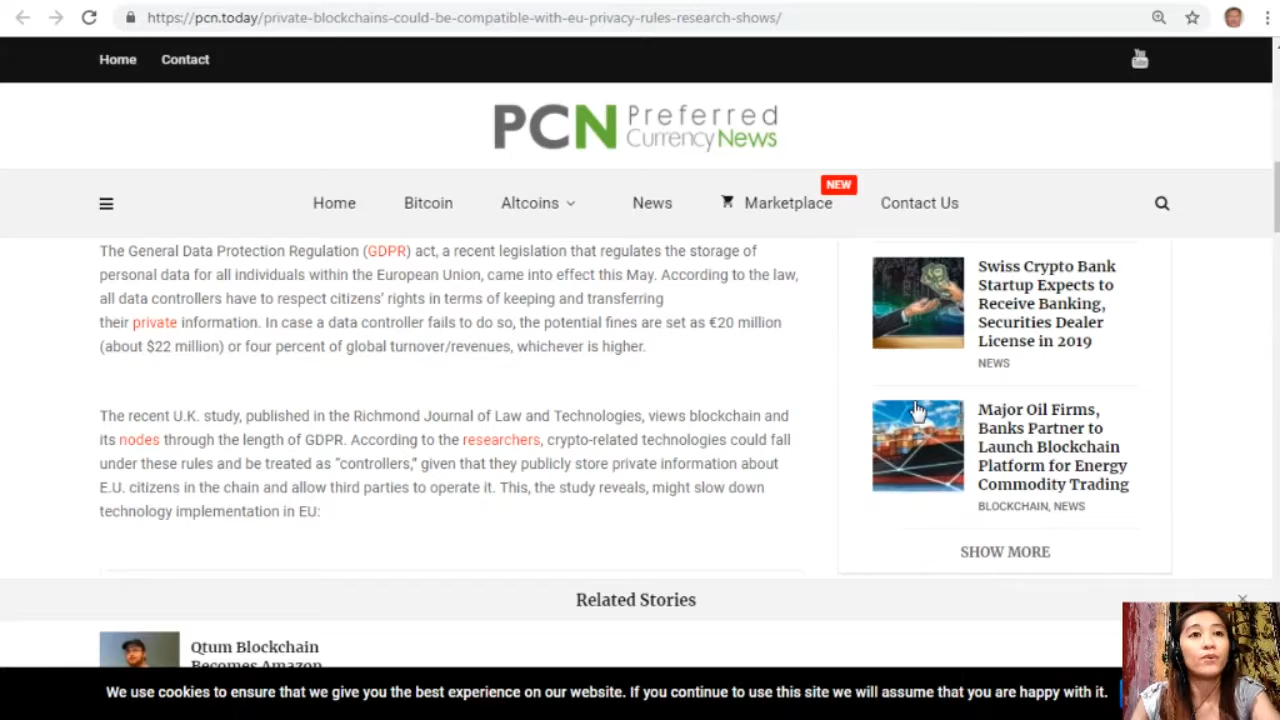 https://pcn.today/private-blockchains-could-be-compatible-with-eu-privacy-rules-research-shows/
Home Contact
You Tube
PCN Preferred
Currency News
Home Bitcoin Altcoins News Marketplace NEW Contact Us
The General Data Protection Regulation (GDPR) act, a recent legislation that regulates the storage of
personal data for all individuals within the European Union, came into effect this May. According to the law,
all data controllers have to respect citizens' rights in terms of keeping and transferring
their private information. In case a data controller fails to do so, the potential fines are set as €20 million
(about $22 million) or four percent of global turnover/revenues, whichever is higher.
The recent U.K. study, published in the Richmond Journal of Law and Technologies, views blockchain and
its nodes through the length of GDPR. According to the researchers, crypto-related technologies could fall
under these rules and be treated as “controllers,” given that they publicly store private information about
E.U. citizens in the chain and allow third parties to operate it. This, the study reveals, might slow down
technology implementation in EU:
Swiss Crypto Bank
Startup Expects to
Receive Banking,
Securities Dealer
License in 2019
NEWS
Major Oil Firms,
Banks Partner to
Launch Blockchain
Platform for Energy
Commodity Trading
BLOCKCHAIN, NEWS
SHOW MORE
Related Stories
Qtum Blockchain
Becomes Amazon
We use cookies to ensure that we give you the best experience on our website. If you continue to use this site we will assume that you are happy with it.